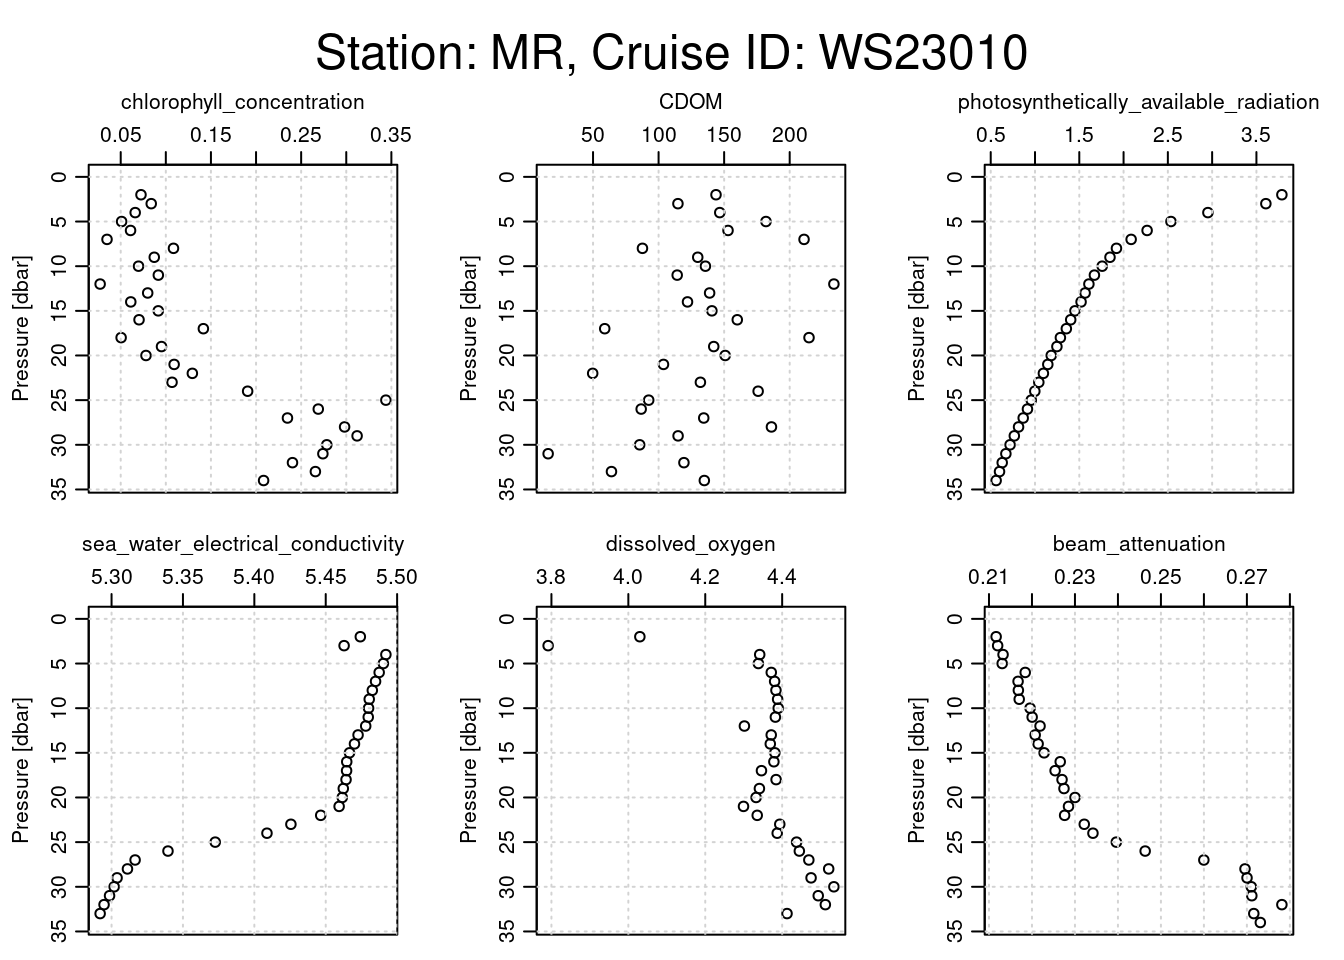 Station: MR, Cruise ID: WS23010
chlorophyll_concentration
0.05 0.15 0.25 0.35
Pressure [dbar]
0
5
10
15
20
25
30
35
CDOM
50 100 150 200
Pressure [dbar]
0
5
10
15
20
25
30
35
photosynthetically_available_radiation
0.5 1.5 2.5 3.5
Pressure [dbar]
0
5
10
15
20
25
30
35
sea_water_electrical_conductivity
5.30 5.35 5.40 5.45 5.50
Pressure [dbar]
0
5
10
15
20
25
30
35
dissolved_oxygen
3.8 4.0 4.2 4.4
Pressure [dbar]
0
5
10
15
20
25
30
35
beam_attenuation
0.21 0.23 0.25 0.27
Pressure [dbar]
0
5
10
15
20
25
30
35